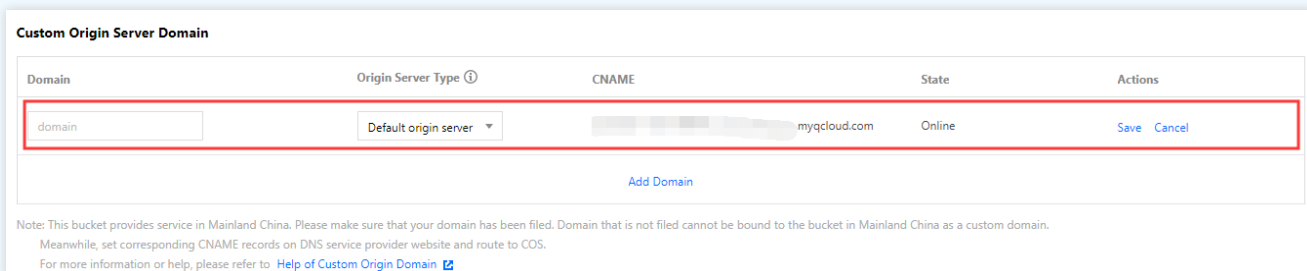 Custom Origin Server Domain
Domain Origin Server Type CNAME State Actions
domain Default origin server myqcloud.com Online Save Cancel
Add Domain
Note: This bucket provides service in Mainland China. Please make sure that your domain has been filed. Domain that is not filed cannot be bound to the bucket in Mainland China as a custom domain.
Meanwhile, set corresponding CNAME records on DNS service provider website and route to COS.
For more information or help, please refer to Help of Custom Origin Domain